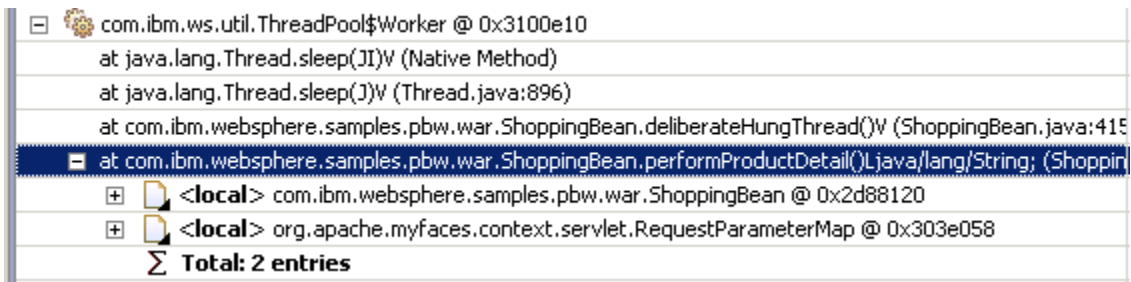 com.ibm.ws.util.ThreadPool$Worker @ 0x3100e10
at java.lang.Thread.sleep(JI)V (Native Method)
at java.lang.Thread.sleep(J)V (Thread.java:896)
at com.ibm.websphere.samples.pbw.war.ShoppingBean.deliberateHungThread()V (ShoppingBean.java:415
at com.ibm.websphere.samples.pbw.war.ShoppingBean.performProductDetail()Ljava/lang/String; (Shoppin
<local> com.ibm.websphere.samples.pbw.war.ShoppingBean @ 0x2d88120
<local> org.apache.myfaces.context.servlet.RequestParameterMap @ 0x303e058
Σ Total: 2 entries